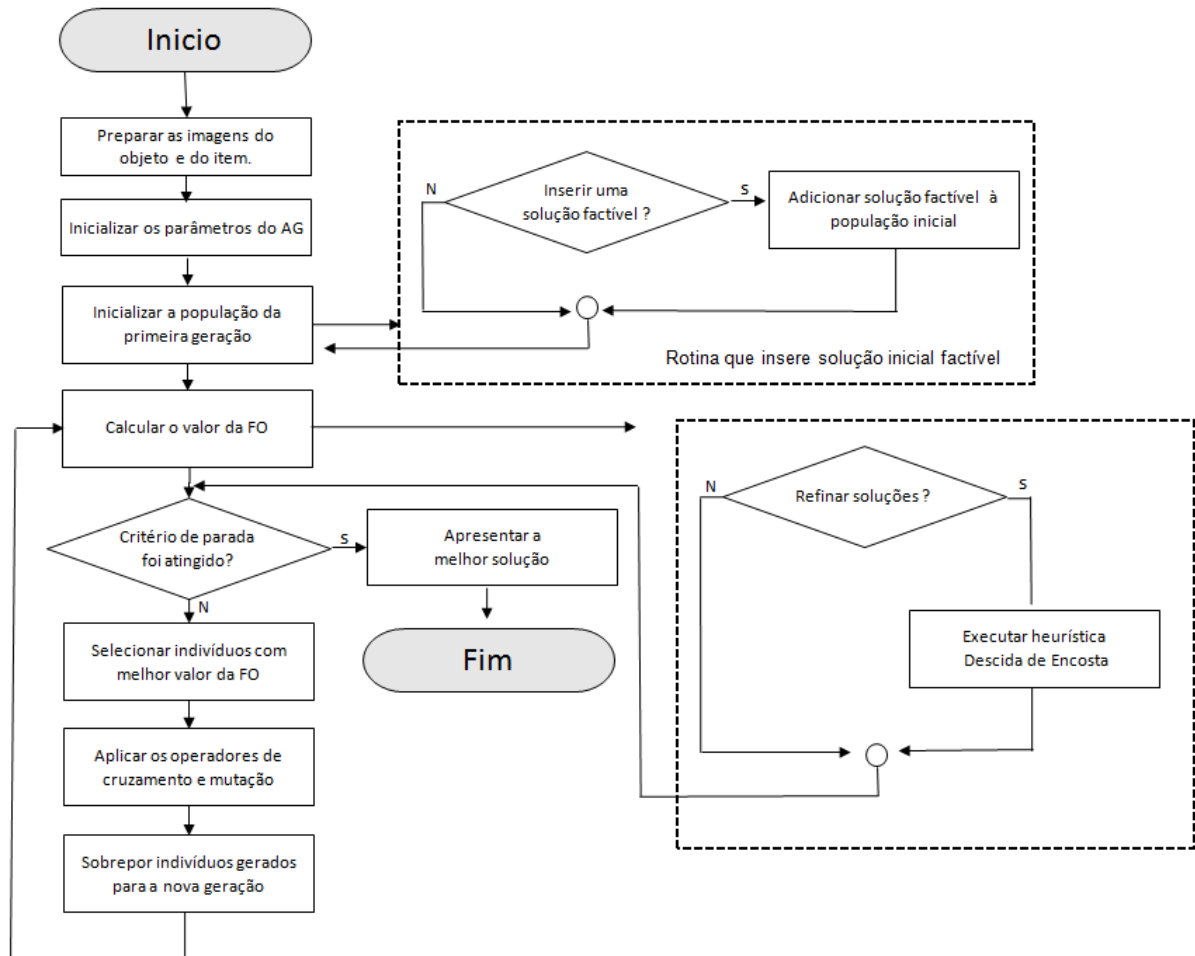 Inicio
Preparar as imagens do
objeto e do item.
Inicializar os parâmetros do AG
Inicializar a população da
primeira geração
N
Inserir uma
solução factível ?
S
Adicionar solução factível à
população inicial
Rotina que insere solução inicial factível
Calcular o valor da FO
N
Refinar soluções ?
S
Executar heurística
Descida de Encosta
Critério de parada
foi atingido?
S
Apresentar a
melhor solução
Fim
N
Selecionar indivíduos com
melhor valor da FO
Aplicar os operadores de
cruzamento e mutação
Sobrepor indivíduos gerados
para a nova geração